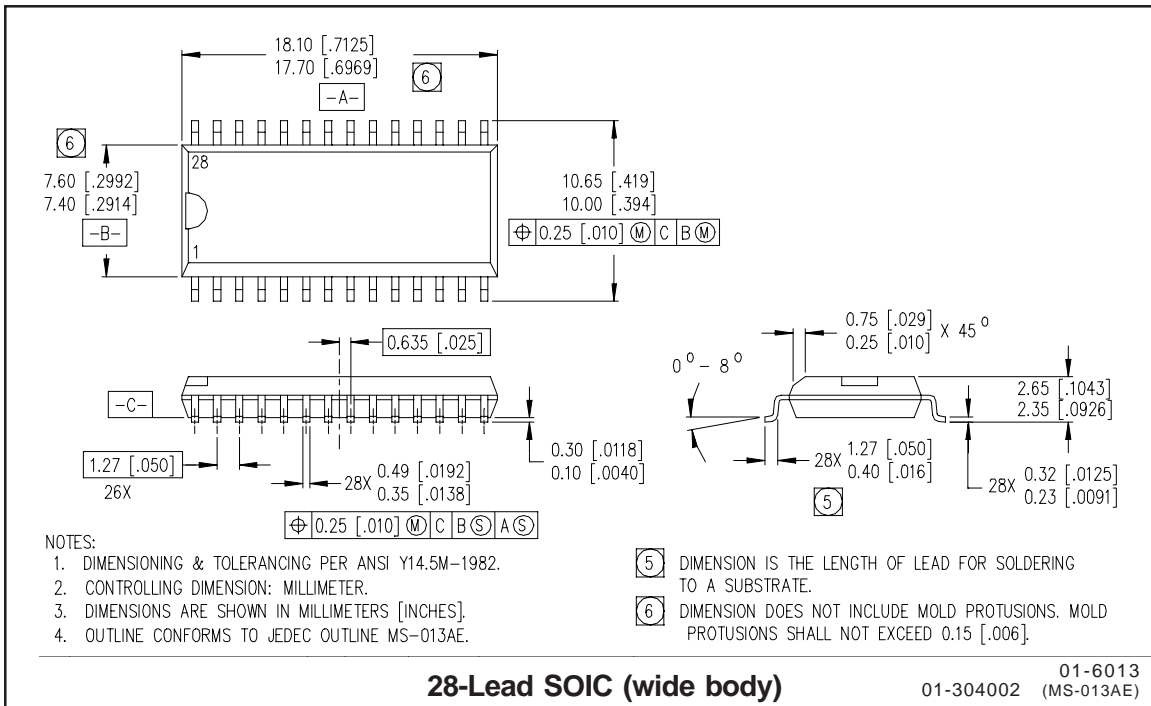 18.10 [.7125]
17.70 [.6969]
6
-A-
6
28
7.60 [.2992]
7.40 [.2914]
-B-
1
10.65 [.419]
10.00 [.394]
⌖ 0.25 [.010] Ⓜ C B Ⓜ
0.635 [.025]
-C-
1.27 [.050]
26X
28X 0.49 [.0192]
0.35 [.0138]
⌖ 0.25 [.010] Ⓜ C B Ⓢ A Ⓢ
0.30 [.0118]
0.10 [.0040]
0.75 [.029]
0.25 [.010] X 45°
0° – 8°
2.65 [.1043]
2.35 [.0926]
28X 1.27 [.050]
0.40 [.016]
5
28X 0.32 [.0125]
0.23 [.0091]
NOTES:
1. DIMENSIONING & TOLERANCING PER ANSI Y14.5M–1982.
2. CONTROLLING DIMENSION: MILLIMETER.
3. DIMENSIONS ARE SHOWN IN MILLIMETERS [INCHES].
4. OUTLINE CONFORMS TO JEDEC OUTLINE MS–013AE.
5 DIMENSION IS THE LENGTH OF LEAD FOR SOLDERING
TO A SUBSTRATE.
6 DIMENSION DOES NOT INCLUDE MOLD PROTUSIONS. MOLD
PROTUSIONS SHALL NOT EXCEED 0.15 [.006].
28-Lead SOIC (wide body)
01-304002
01-6013
(MS-013AE)